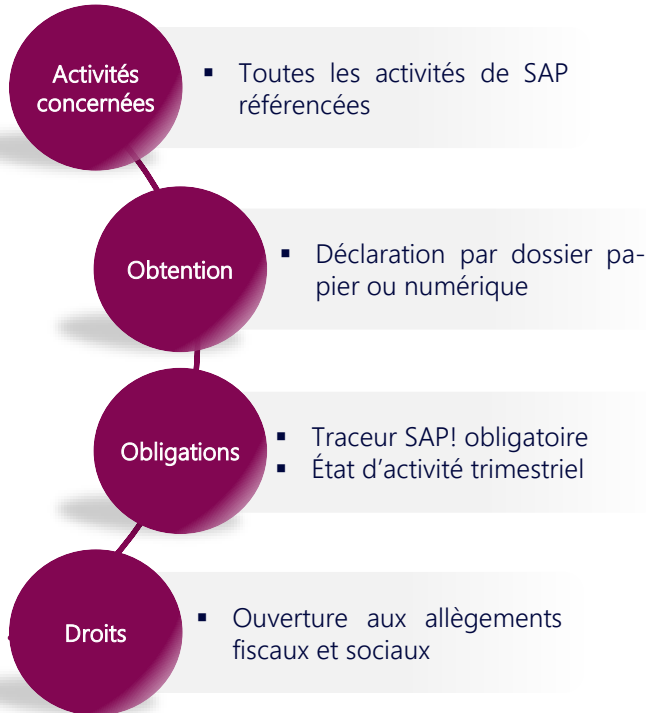 Activités
concernées
▪ Toutes les activités de SAP
référencées
Obtention
▪ Déclaration par dossier pa-
pier ou numérique
Obligations
▪ Traceur SAP! obligatoire
▪ État d’activité trimestriel
Droits
▪ Ouverture aux allègements
fiscaux et sociaux